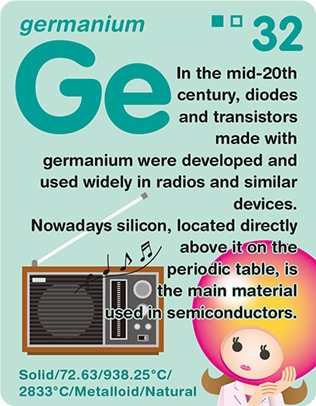 germanium
32
Ge
In the mid-20th
century, diodes
and transistors
made with
germanium were developed and
used widely in radios and similar
devices.
Nowadays silicon, located directly
above it on the
periodic table, is
the main material
used in semiconductors.
Solid/72.63/938.25°C/
2833°C/Metalloid/Natural